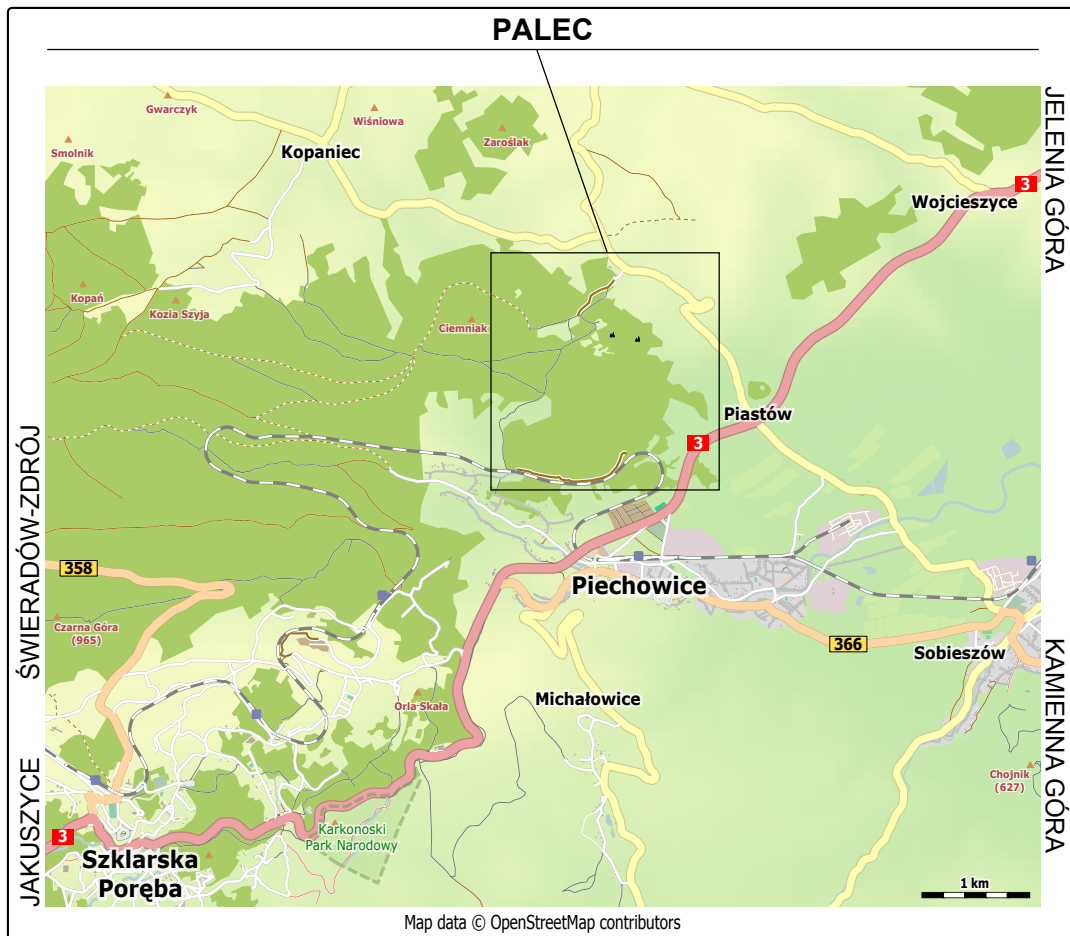 PALEC
Gwarczyk
Wiśniowa
Zaroślak
Smolnik
Kopaniec
JELENIA GÓRA
3
Wojcieszyce
Kopań
Kozia Szyja
Ciemniak
Piastów
3
ŚWIERADÓW-ZDRÓJ
358
Piechowice
Czarna Góra
(965)
366
Sobieszów
KAMIENNA GÓRA
Orla Skała
Michałowice
Chojnik
(627)
JAKUSZYCE
3
Karkonoski
Park Narodowy
Szklarska
Poręba
1 km
Map data © OpenStreetMap contributors